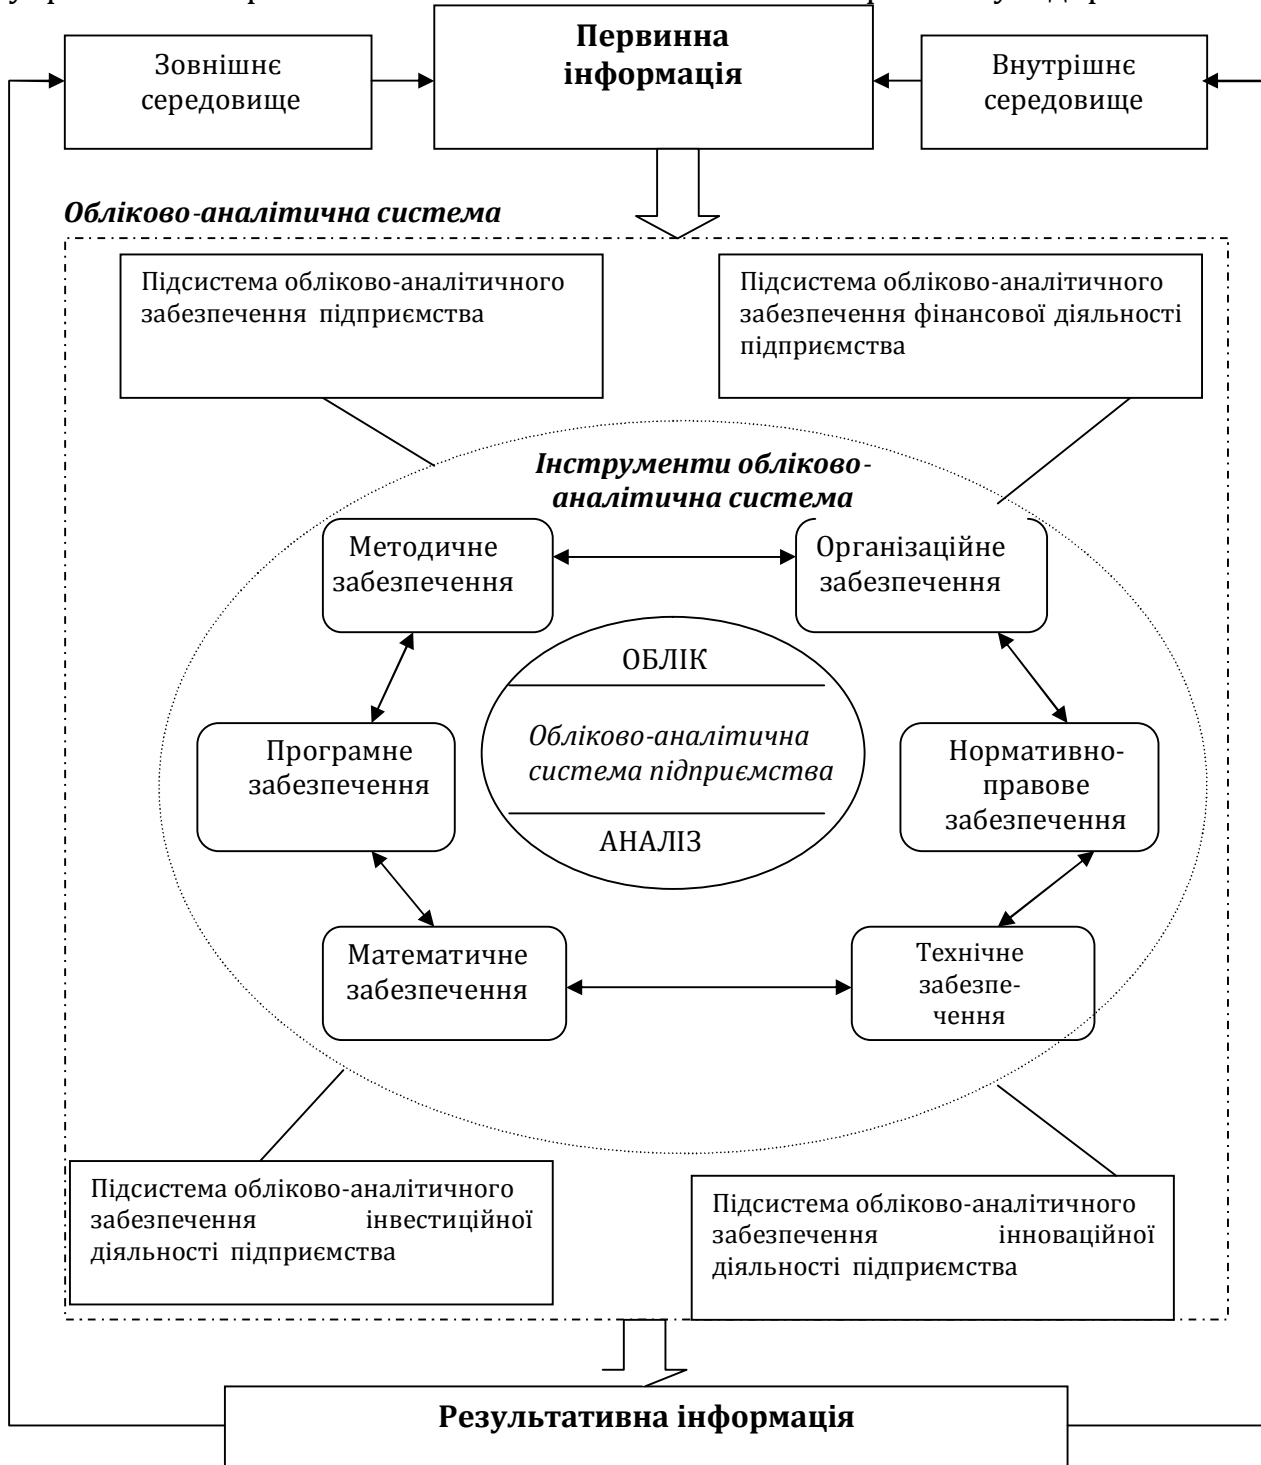 Первинна
інформація
Зовнішнє
середовище
Внутрішнє
середовище
Обліково-аналітична система
Підсистема обліково-аналітичного
забезпечення підприємства
Підсистема обліково-аналітичного
забезпечення фінансової діяльності
підприємства
Інструменти обліково-
аналітична система
Методичне
забезпечення
Організаційне
забезпечення
ОБЛІК
Обліково-аналітична
система підприємства
АНАЛІЗ
Програмне
забезпечення
Нормативно-
правове
забезпечення
Математичне
забезпечення
Технічне
забезпе-
чення
Підсистема обліково-аналітичного
забезпечення інвестиційної
діяльності підприємства
Підсистема обліково-аналітичного
забезпечення інноваційної
діяльності підприємства
Результативна інформація